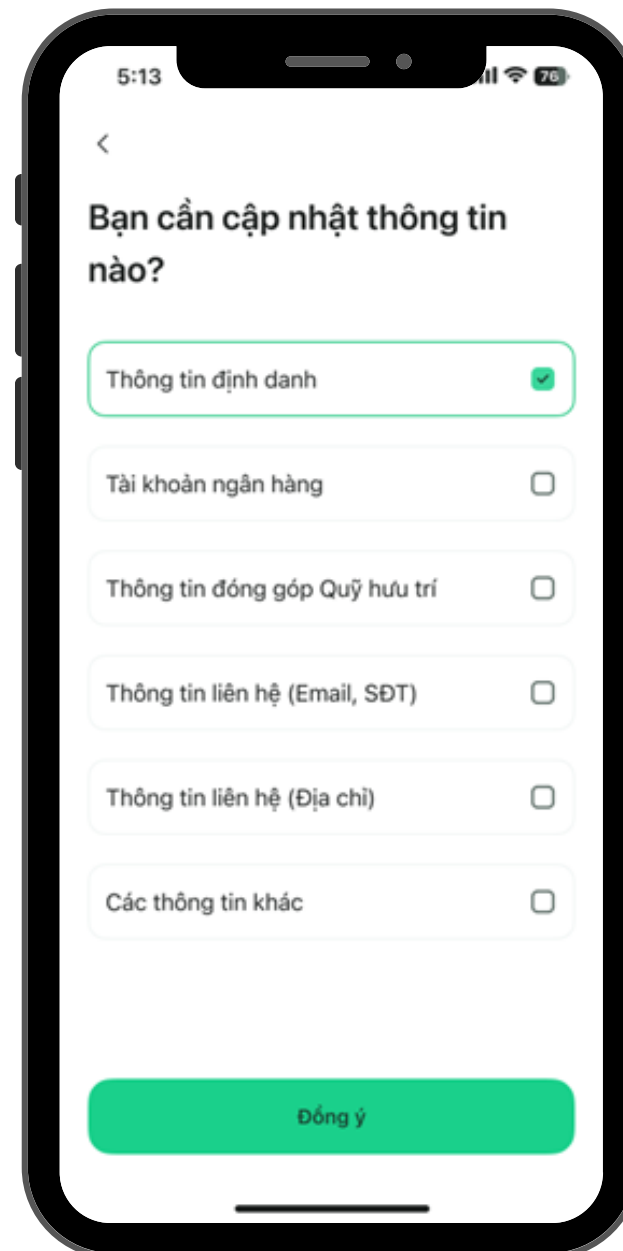 5:13
76
Bạn cần cập nhật thông tin
nào?
Thông tin định danh
Tài khoản ngân hàng
Thông tin đóng góp Quỹ hưu trí
Thông tin liên hệ (Email, SĐT)
Thông tin liên hệ (Địa chỉ)
Các thông tin khác
Đồng ý